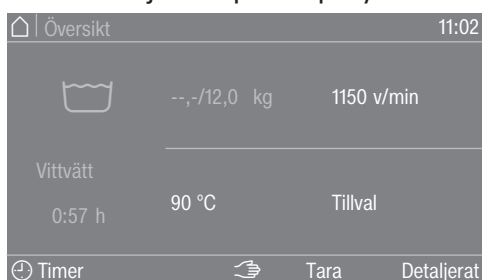 Översikt 11:02
--,-/12,0 kg 1150 v/min
Vittvätt
0:57 h
90 °C Tillval
Timer Tara Detaljerat